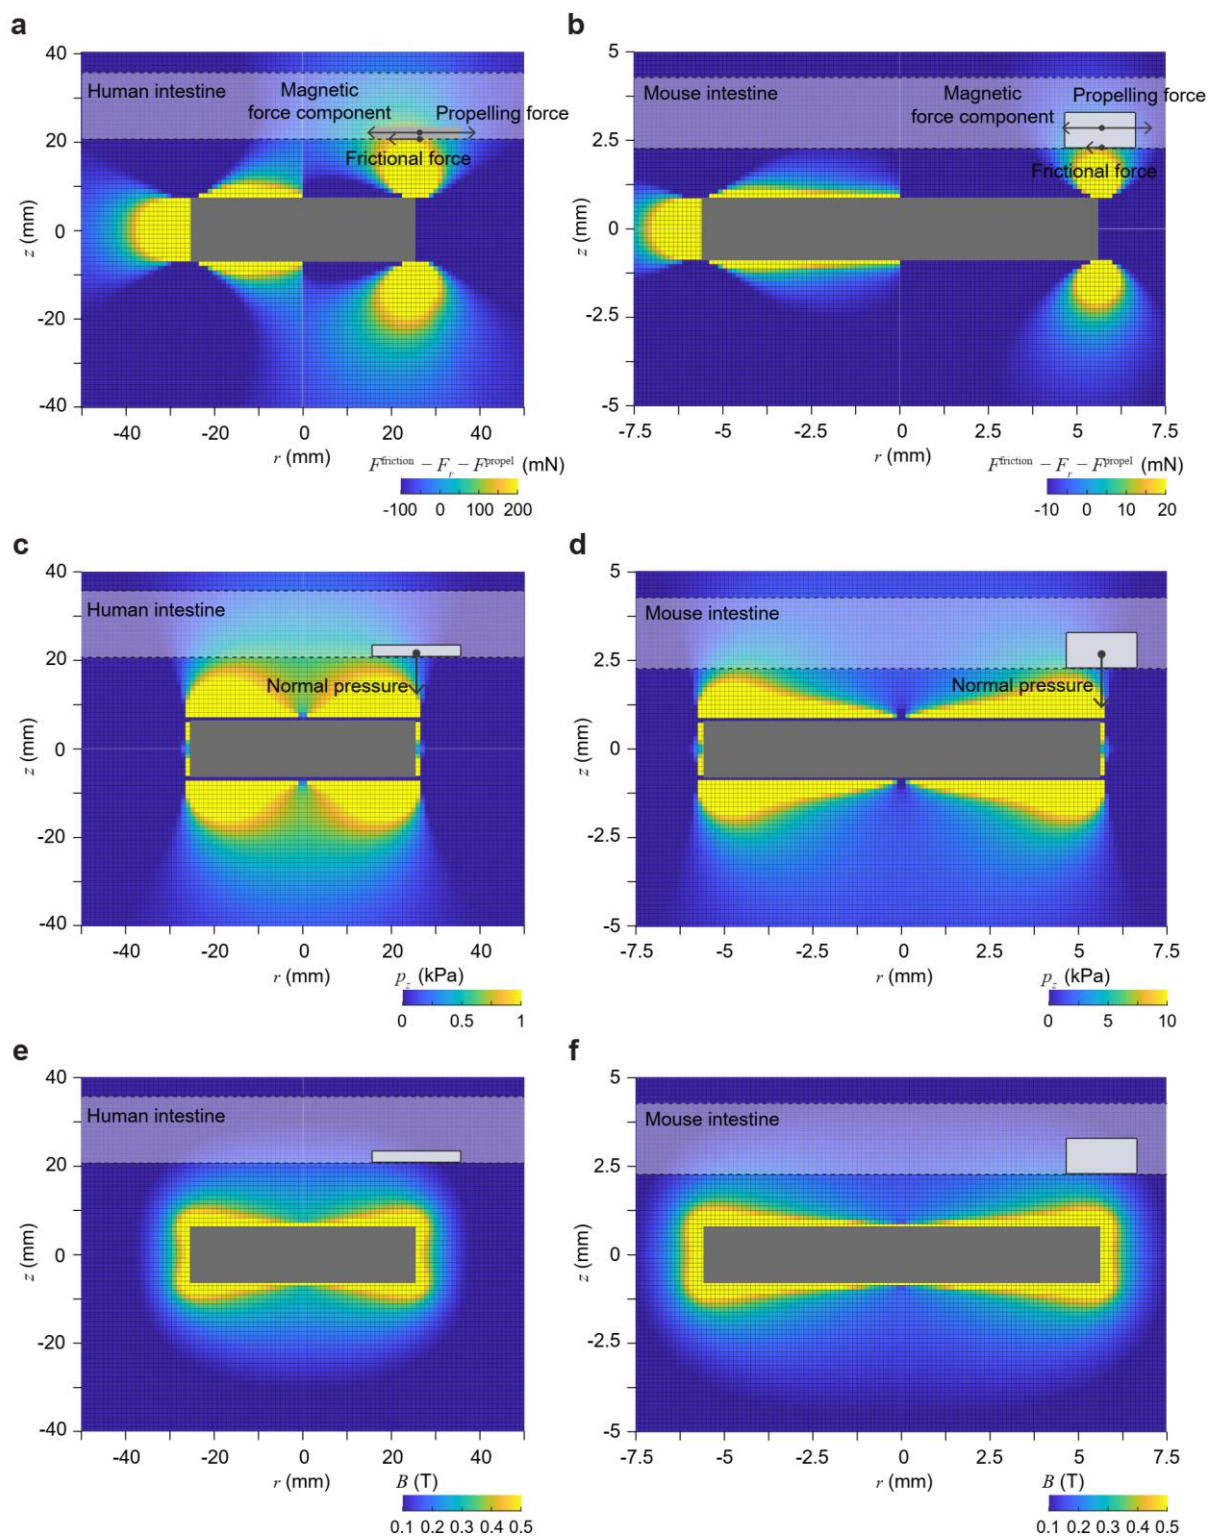 a
40
20
0
-20
-40
z (mm)
Human intestine
Magnetic
force component
Propelling force
Frictional force
-40
-20
0
20
40
r (mm)
F^friction − F_r − F^propel (mN)
-100
0
100
200
b
5
2.5
0
-2.5
-5
z (mm)
Mouse intestine
Magnetic
force component
Propelling force
Frictional force
-7.5
-5
-2.5
0
2.5
5
7.5
r (mm)
F^friction − F_r − F^propel (mN)
-10
0
10
20
c
40
20
0
-20
-40
z (mm)
Human intestine
Normal pressure
-40
-20
0
20
40
r (mm)
p_z (kPa)
0
0.5
1
d
5
2.5
0
-2.5
-5
z (mm)
Mouse intestine
Normal pressure
-7.5
-5
-2.5
0
2.5
5
7.5
r (mm)
p_z (kPa)
0
5
10
e
40
20
0
-20
-40
z (mm)
Human intestine
-40
-20
0
20
40
r (mm)
B (T)
0.1 0.2 0.3 0.4 0.5
f
5
2.5
0
-2.5
-5
z (mm)
Mouse intestine
-7.5
-5
-2.5
0
2.5
5
7.5
r (mm)
B (T)
0.1 0.2 0.3 0.4 0.5